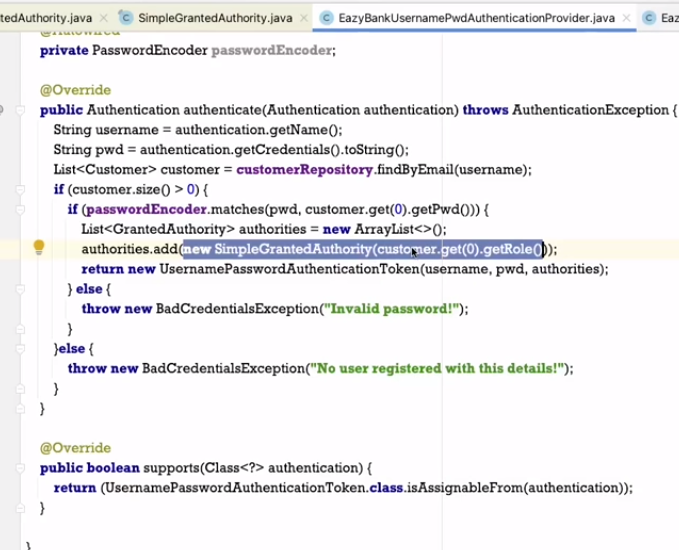 tedAuthority.java × SimpleGrantedAuthority.java × EazyBankUsernamePwdAuthenticationProvider.java × Eaz
@Autowired
private PasswordEncoder passwordEncoder;
@Override
public Authentication authenticate(Authentication authentication) throws AuthenticationException {
String username = authentication.getName();
String pwd = authentication.getCredentials().toString();
List<Customer> customer = customerRepository.findByEmail(username);
if (customer.size() > 0) {
if (passwordEncoder.matches(pwd, customer.get(0).getPwd())) {
List<GrantedAuthority> authorities = new ArrayList<>();
authorities.add(new SimpleGrantedAuthority(customer.get(0).getRole()));
return new UsernamePasswordAuthenticationToken(username, pwd, authorities);
} else {
throw new BadCredentialsException("Invalid password!");
}
}else {
throw new BadCredentialsException("No user registered with this details!");
}
}
@Override
public boolean supports(Class<?> authentication) {
return (UsernamePasswordAuthenticationToken.class.isAssignableFrom(authentication));
}
}